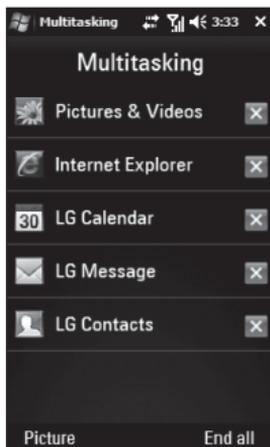 Multitasking 3:33
Multitasking
Pictures & Videos
Internet Explorer
30 LG Calendar
LG Message
LG Contacts
Picture End all